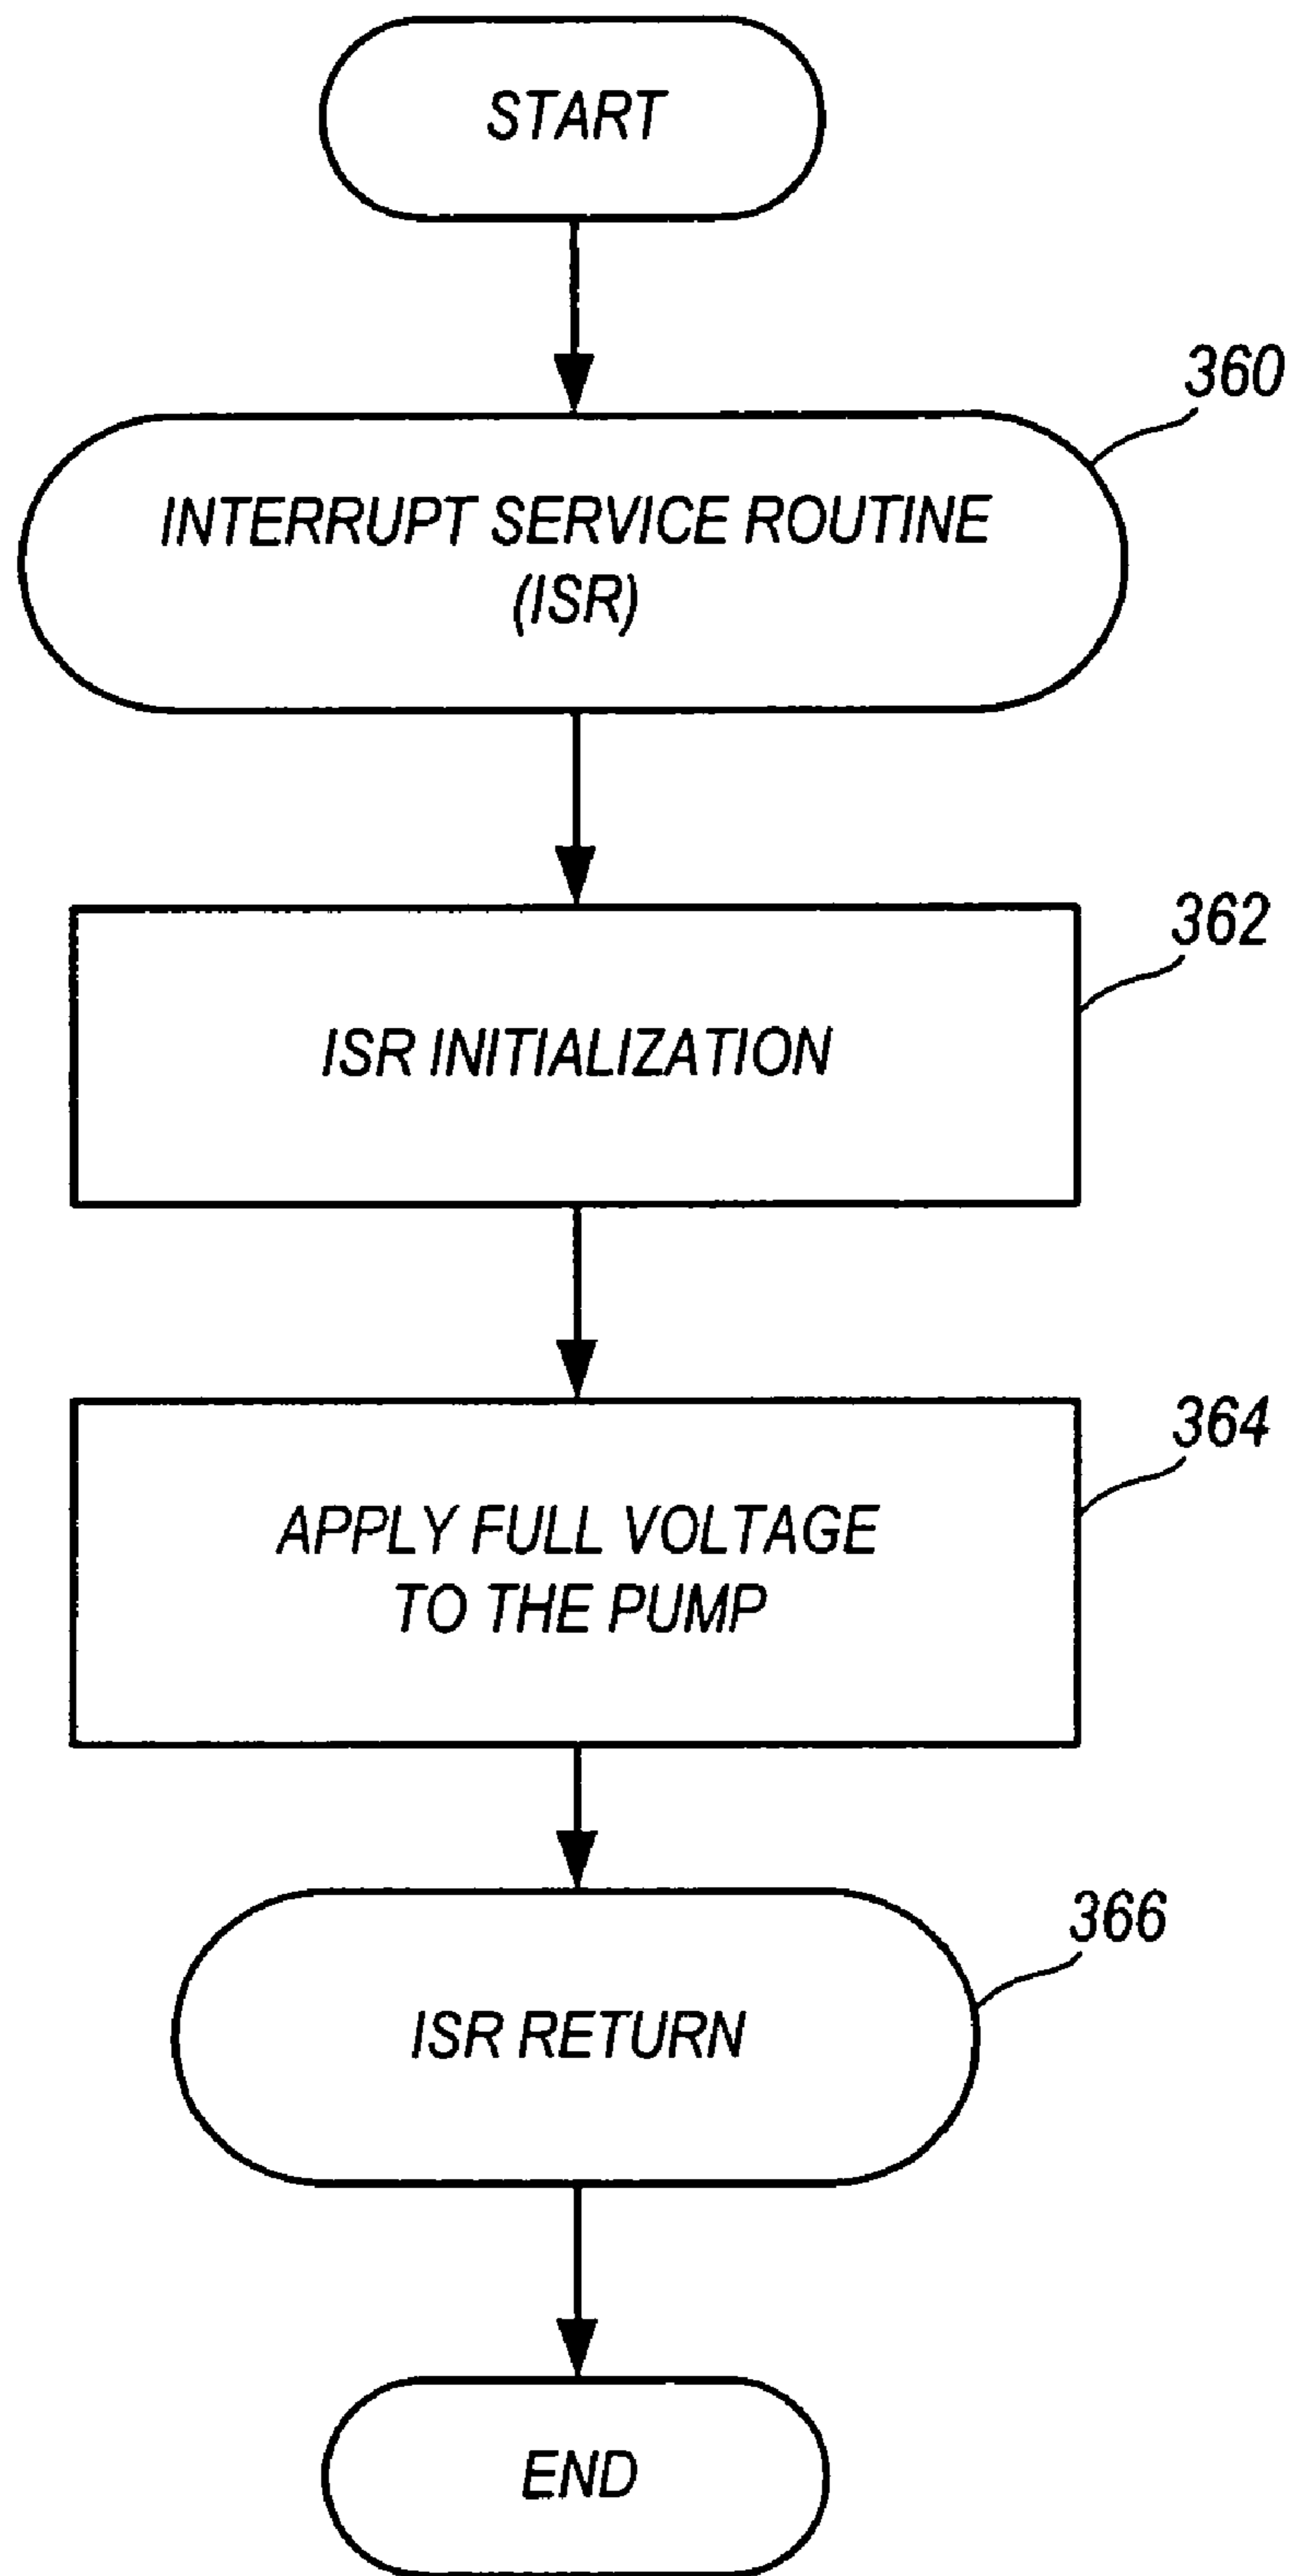 START
360
INTERRUPT SERVICE ROUTINE
(ISR)
362
ISR INITIALIZATION
364
APPLY FULL VOLTAGE
TO THE PUMP
366
ISR RETURN
END